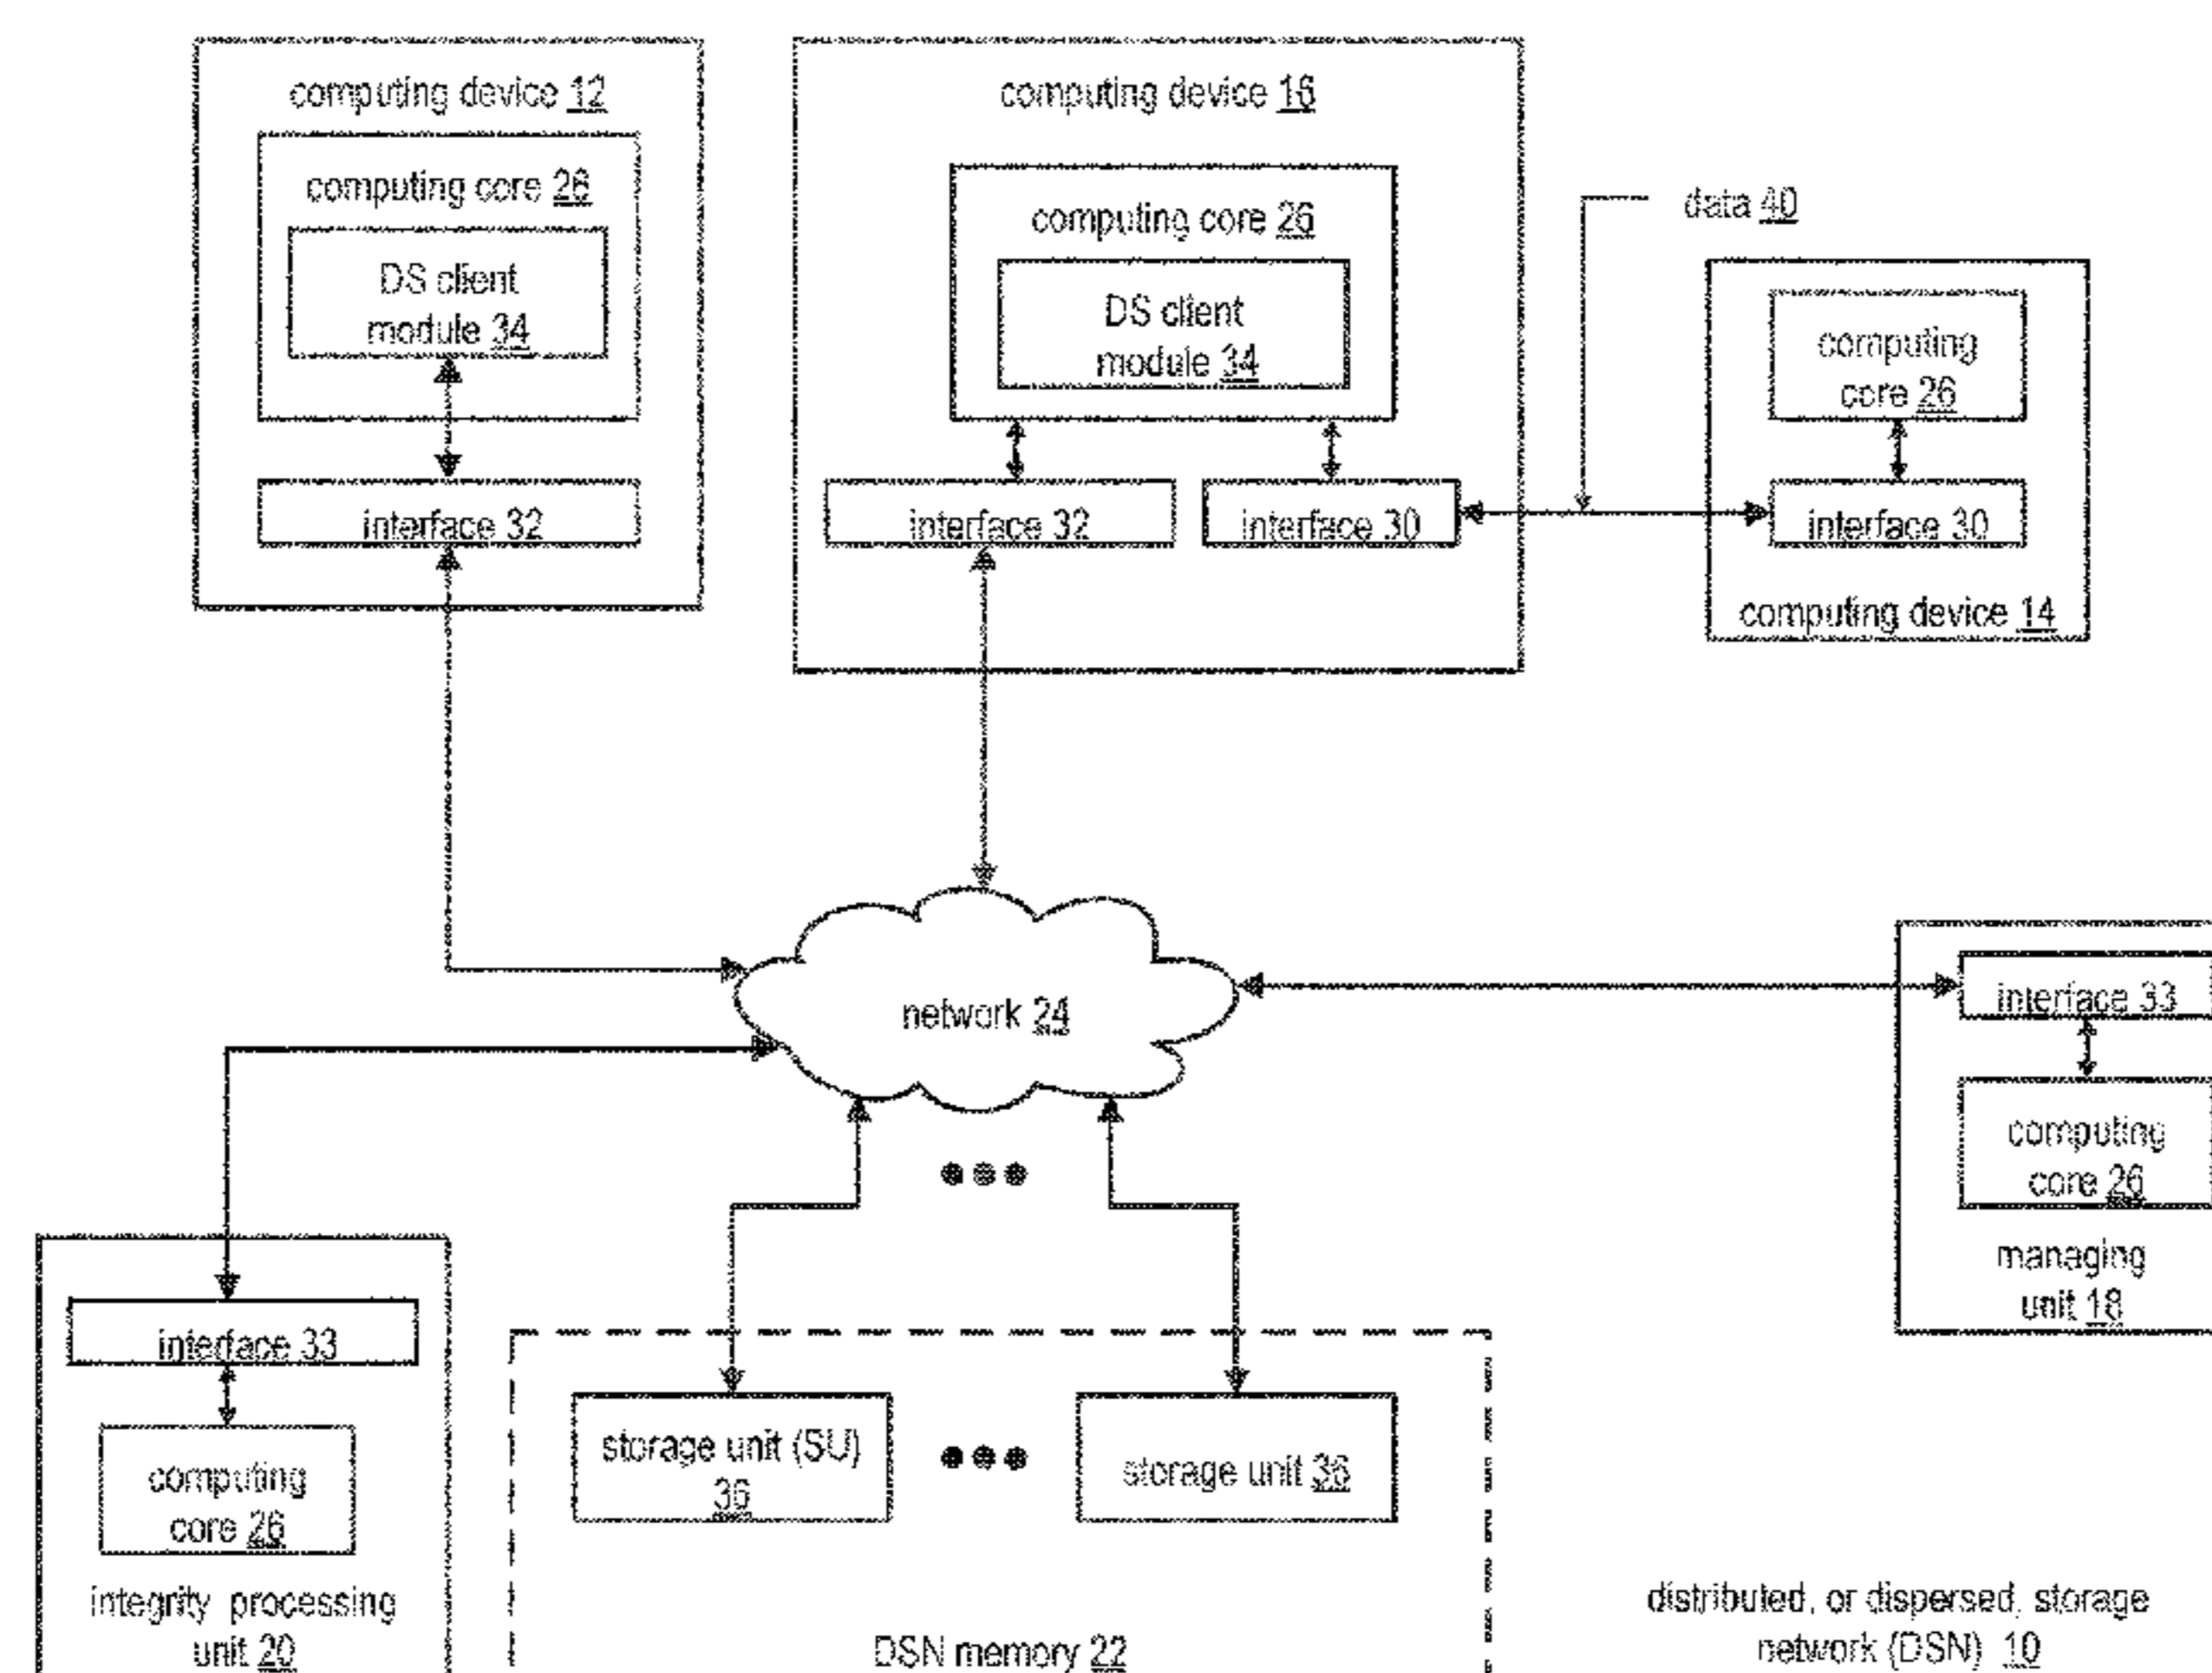 computing device 12
computing core 26
DS client
module 34
interface 32
computing device 16
computing core 26
DS client
module 34
interface 32
interface 30
data 40
computing
core 26
interface 30
computing device 14
network 24
interface 33
computing
core 26
managing
unit 18
interface 33
computing
core 26
integrity processing
unit 20
storage unit (SU)
36
storage unit 36
DSN memory 22
distributed, or dispersed, storage
network (DSN) 10